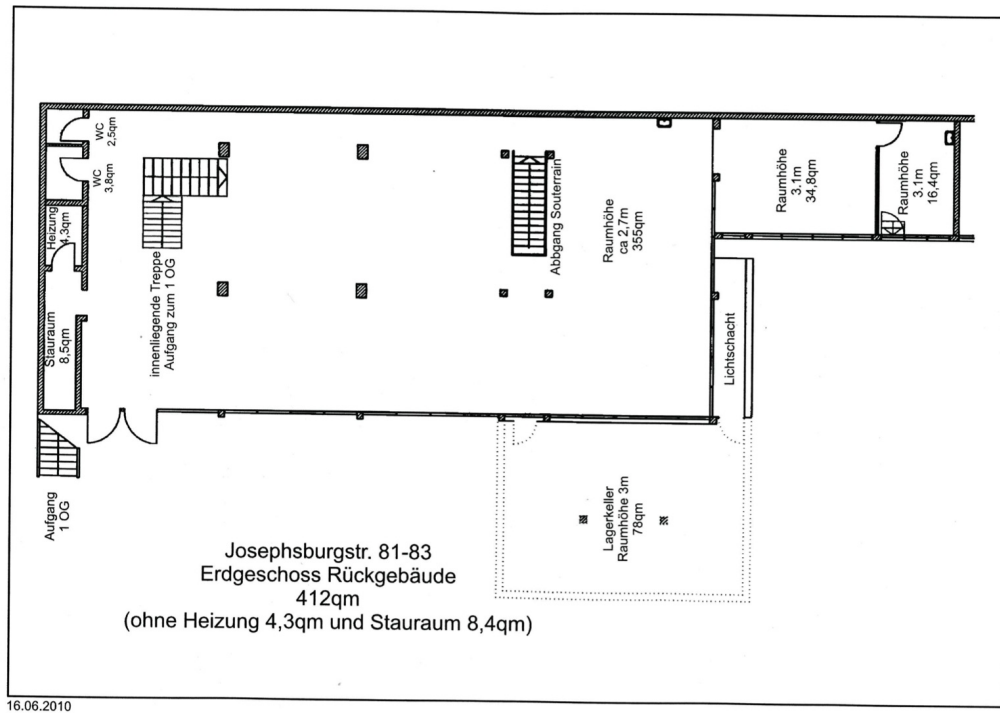 WC
2,5qm
WC
3,8qm
Heizung
4,3qm
Stauraum
8,5qm
innenliegende Treppe
Aufgang zum 1 OG
Abbgang Souterrain
Raumhöhe
ca 2,7m
355qm
Raumhöhe
3.1m
34,8qm
Raumhöhe
3.1m
16,4qm
Lichtschacht
Aufgang
1 OG
Lagerkeller
Raumhöhe 3m
78qm
Josephsburgstr. 81-83
Erdgeschoss Rückgebäude
412qm
(ohne Heizung 4,3qm und Stauraum 8,4qm)
16.06.2010